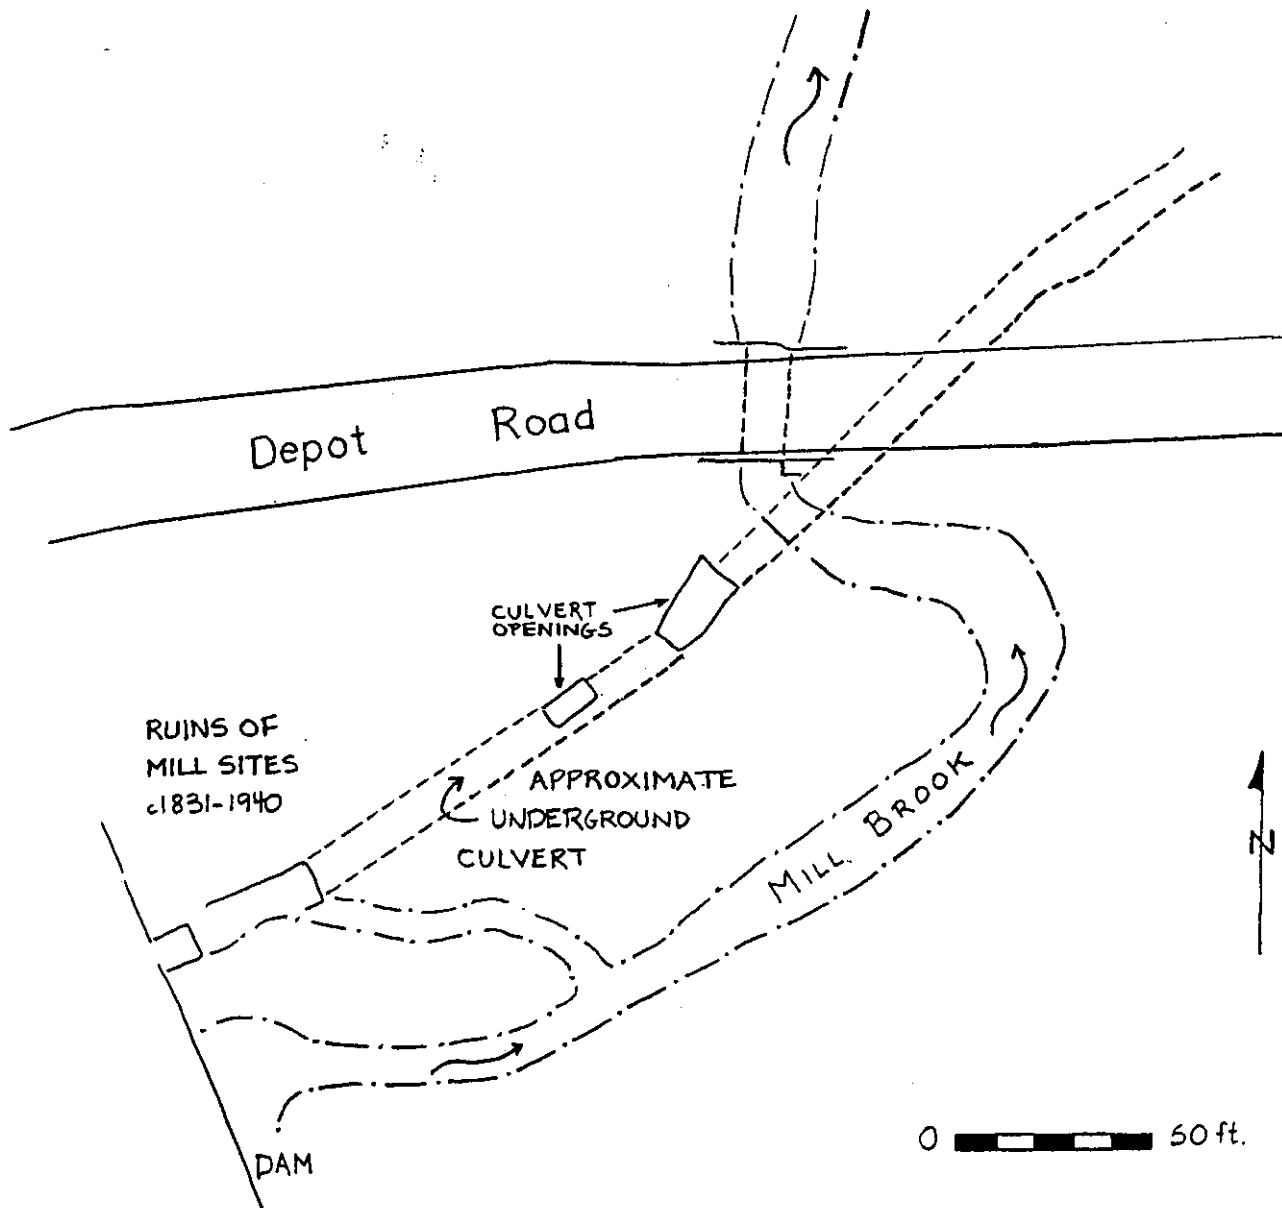 Depot Road
CULVERT
OPENINGS
RUINS OF
MILL SITES
c1831-1940
APPROXIMATE
UNDERGROUND
CULVERT
MILL BROOK
N
DAM
0 50 ft.